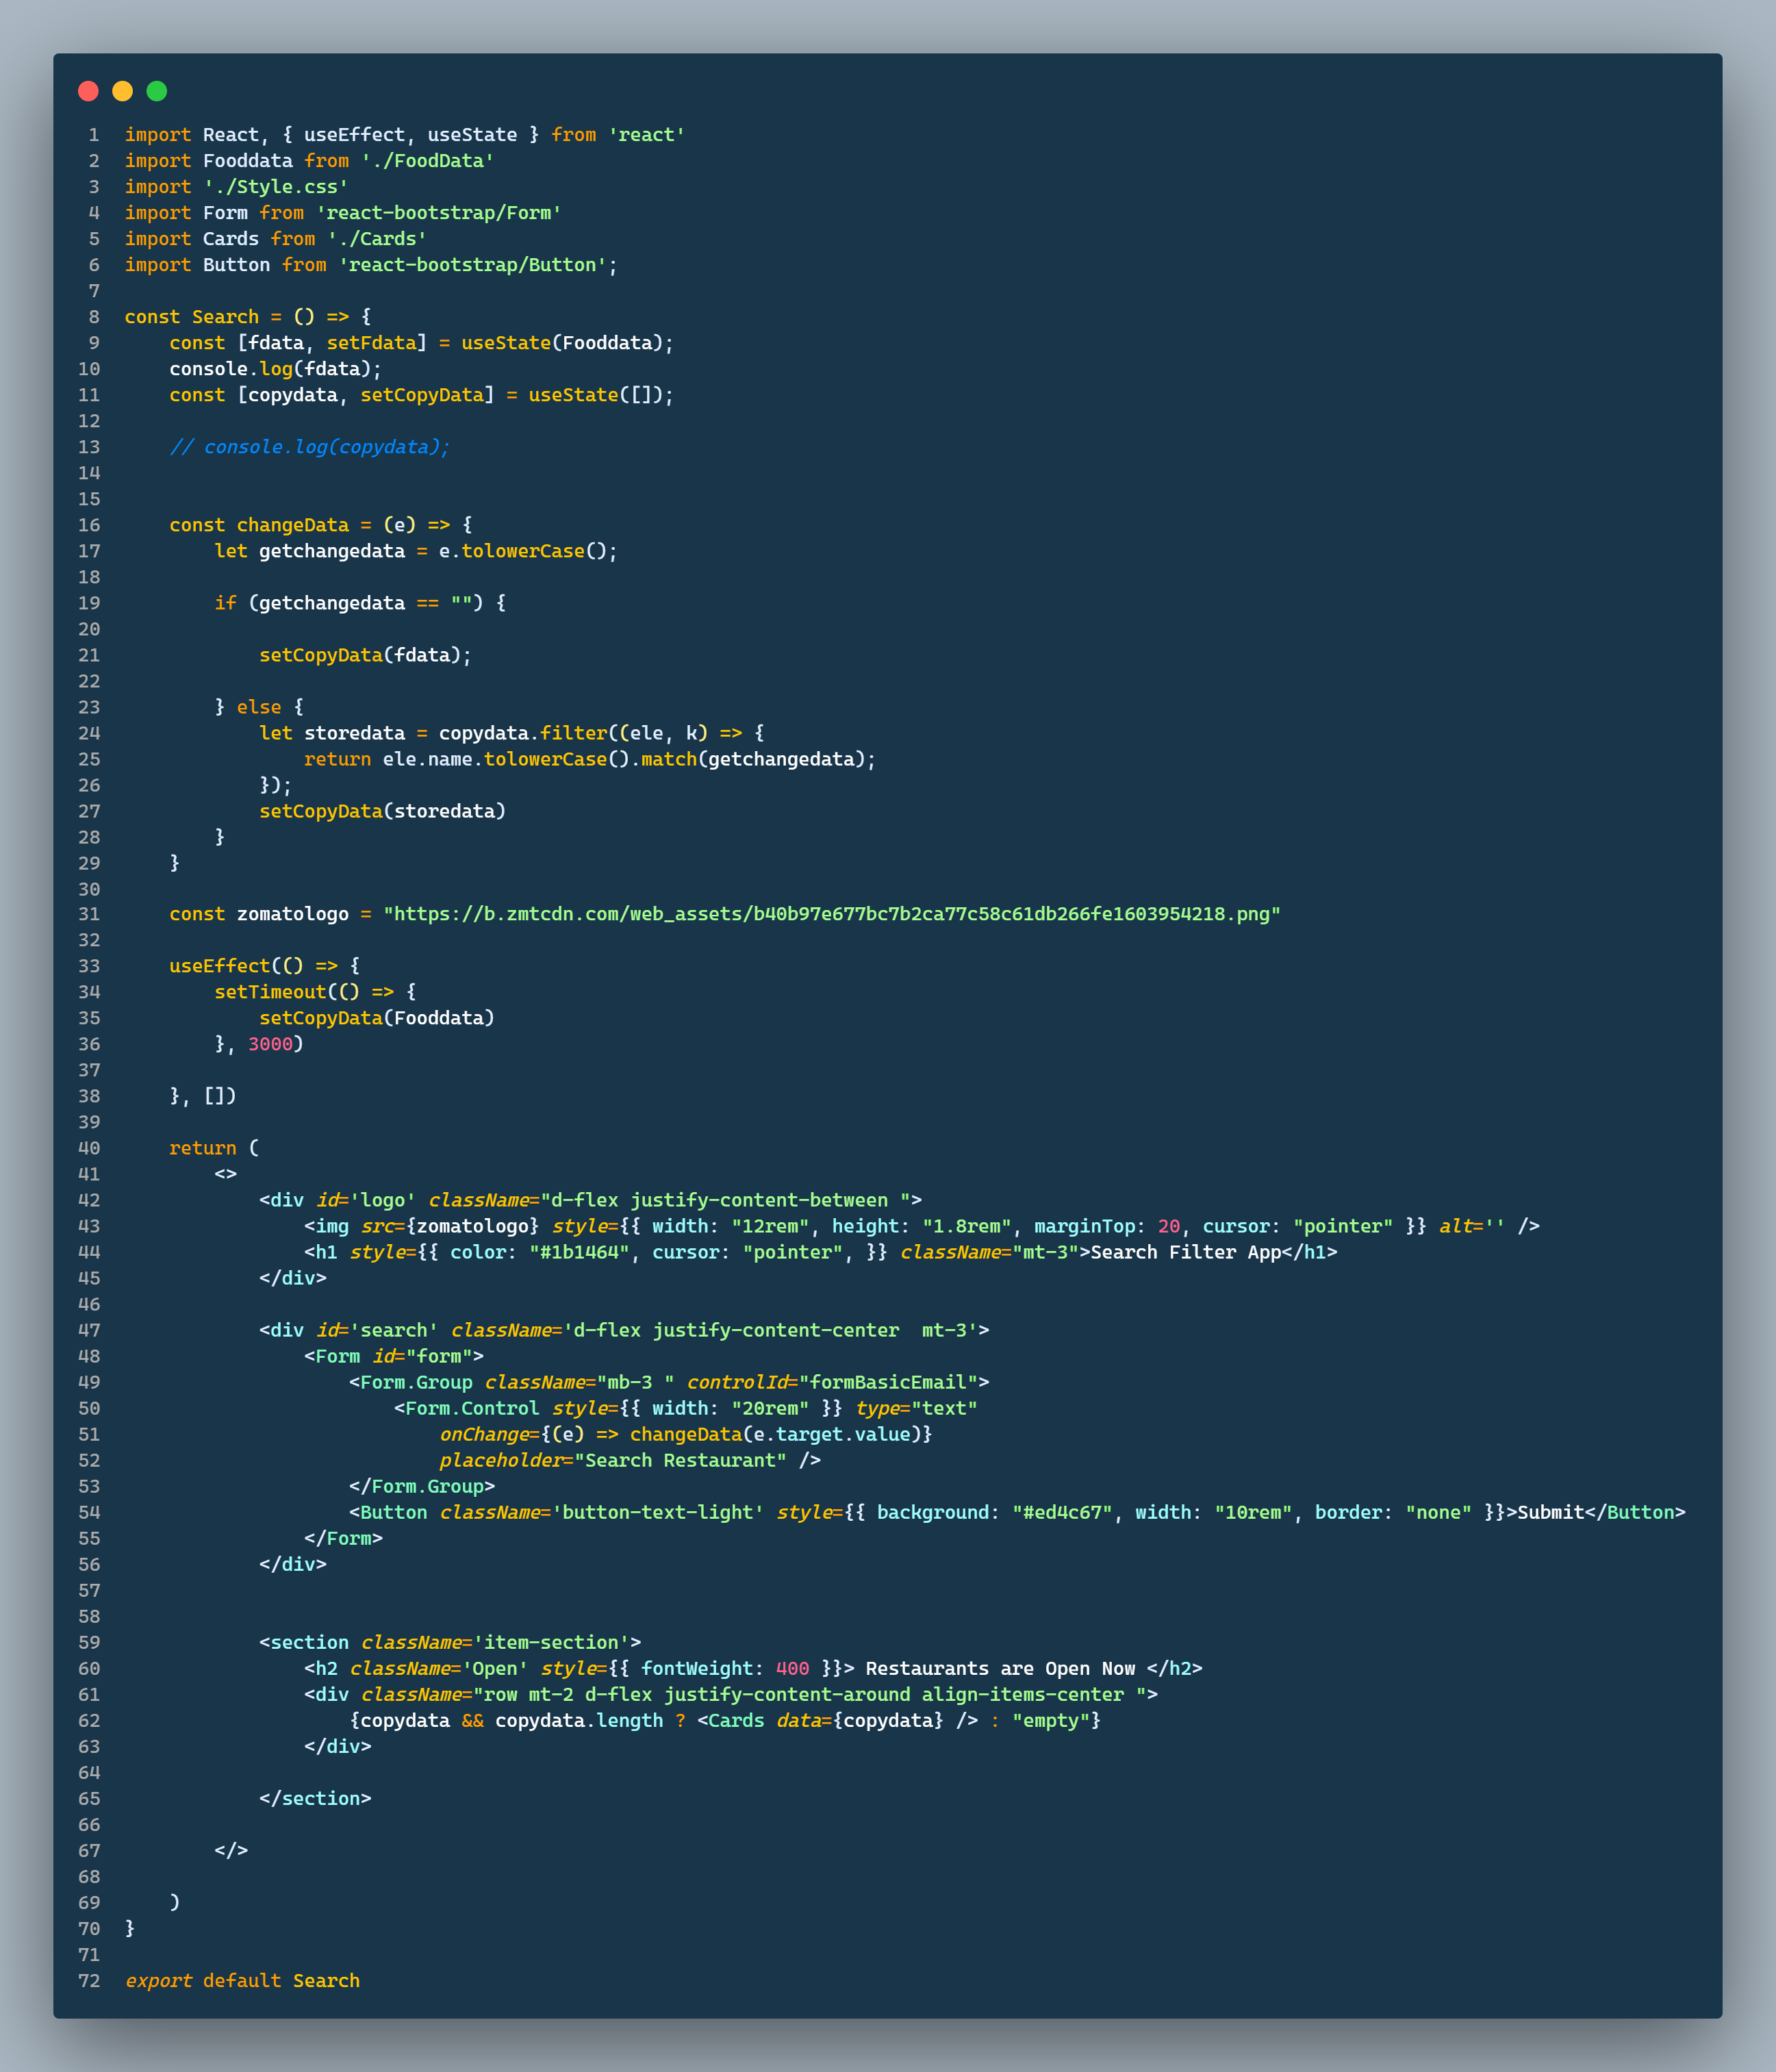 1 import React, { useEffect, useState } from 'react'
2 import Fooddata from './FoodData'
3 import './Style.css'
4 import Form from 'react-bootstrap/Form'
5 import Cards from './Cards'
6 import Button from 'react-bootstrap/Button';
7
8 const Search = () => {
9     const [fdata, setFdata] = useState(Fooddata);
10     console.log(fdata);
11     const [copydata, setCopyData] = useState([]);
12
13     // console.log(copydata);
14
15
16     const changeData = (e) => {
17         let getchangedata = e.tolowerCase();
18
19         if (getchangedata == "") {
20
21             setCopyData(fdata);
22
23         } else {
24             let storedata = copydata.filter((ele, k) => {
25                 return ele.name.tolowerCase().match(getchangedata);
26             });
27             setCopyData(storedata)
28         }
29     }
30
31     const zomatologo = "https://b.zmtcdn.com/web_assets/b40b97e677bc7b2ca77c58c61db266fe1603954218.png"
32
33     useEffect(() => {
34         setTimeout(() => {
35             setCopyData(Fooddata)
36         }, 3000)
37
38     }, [])
39
40     return (
41         <>
42             <div id='logo' className="d-flex justify-content-between ">
43                 <img src={zomatologo} style={{ width: "12rem", height: "1.8rem", marginTop: 20, cursor: "pointer" }} alt='' />
44                 <h1 style={{ color: "#1b1464", cursor: "pointer", }} className="mt-3">Search Filter App</h1>
45             </div>
46
47             <div id='search' className='d-flex justify-content-center  mt-3'>
48                 <Form id="form">
49                     <Form.Group className="mb-3 " controlId="formBasicEmail">
50                         <Form.Control style={{ width: "20rem" }} type="text"
51                             onChange={(e) => changeData(e.target.value)}
52                             placeholder="Search Restaurant" />
53                     </Form.Group>
54                     <Button className='button-text-light' style={{ background: "#ed4c67", width: "10rem", border: "none" }}>Submit</Button>
55                 </Form>
56             </div>
57
58
59             <section className='item-section'>
60                 <h2 className='Open' style={{ fontWeight: 400 }}> Restaurants are Open Now </h2>
61                 <div className="row mt-2 d-flex justify-content-around align-items-center ">
62                     {copydata && copydata.length ? <Cards data={copydata} /> : "empty"}
63                 </div>
64
65             </section>
66
67         </>
68
69     )
70 }
71
72 export default Search